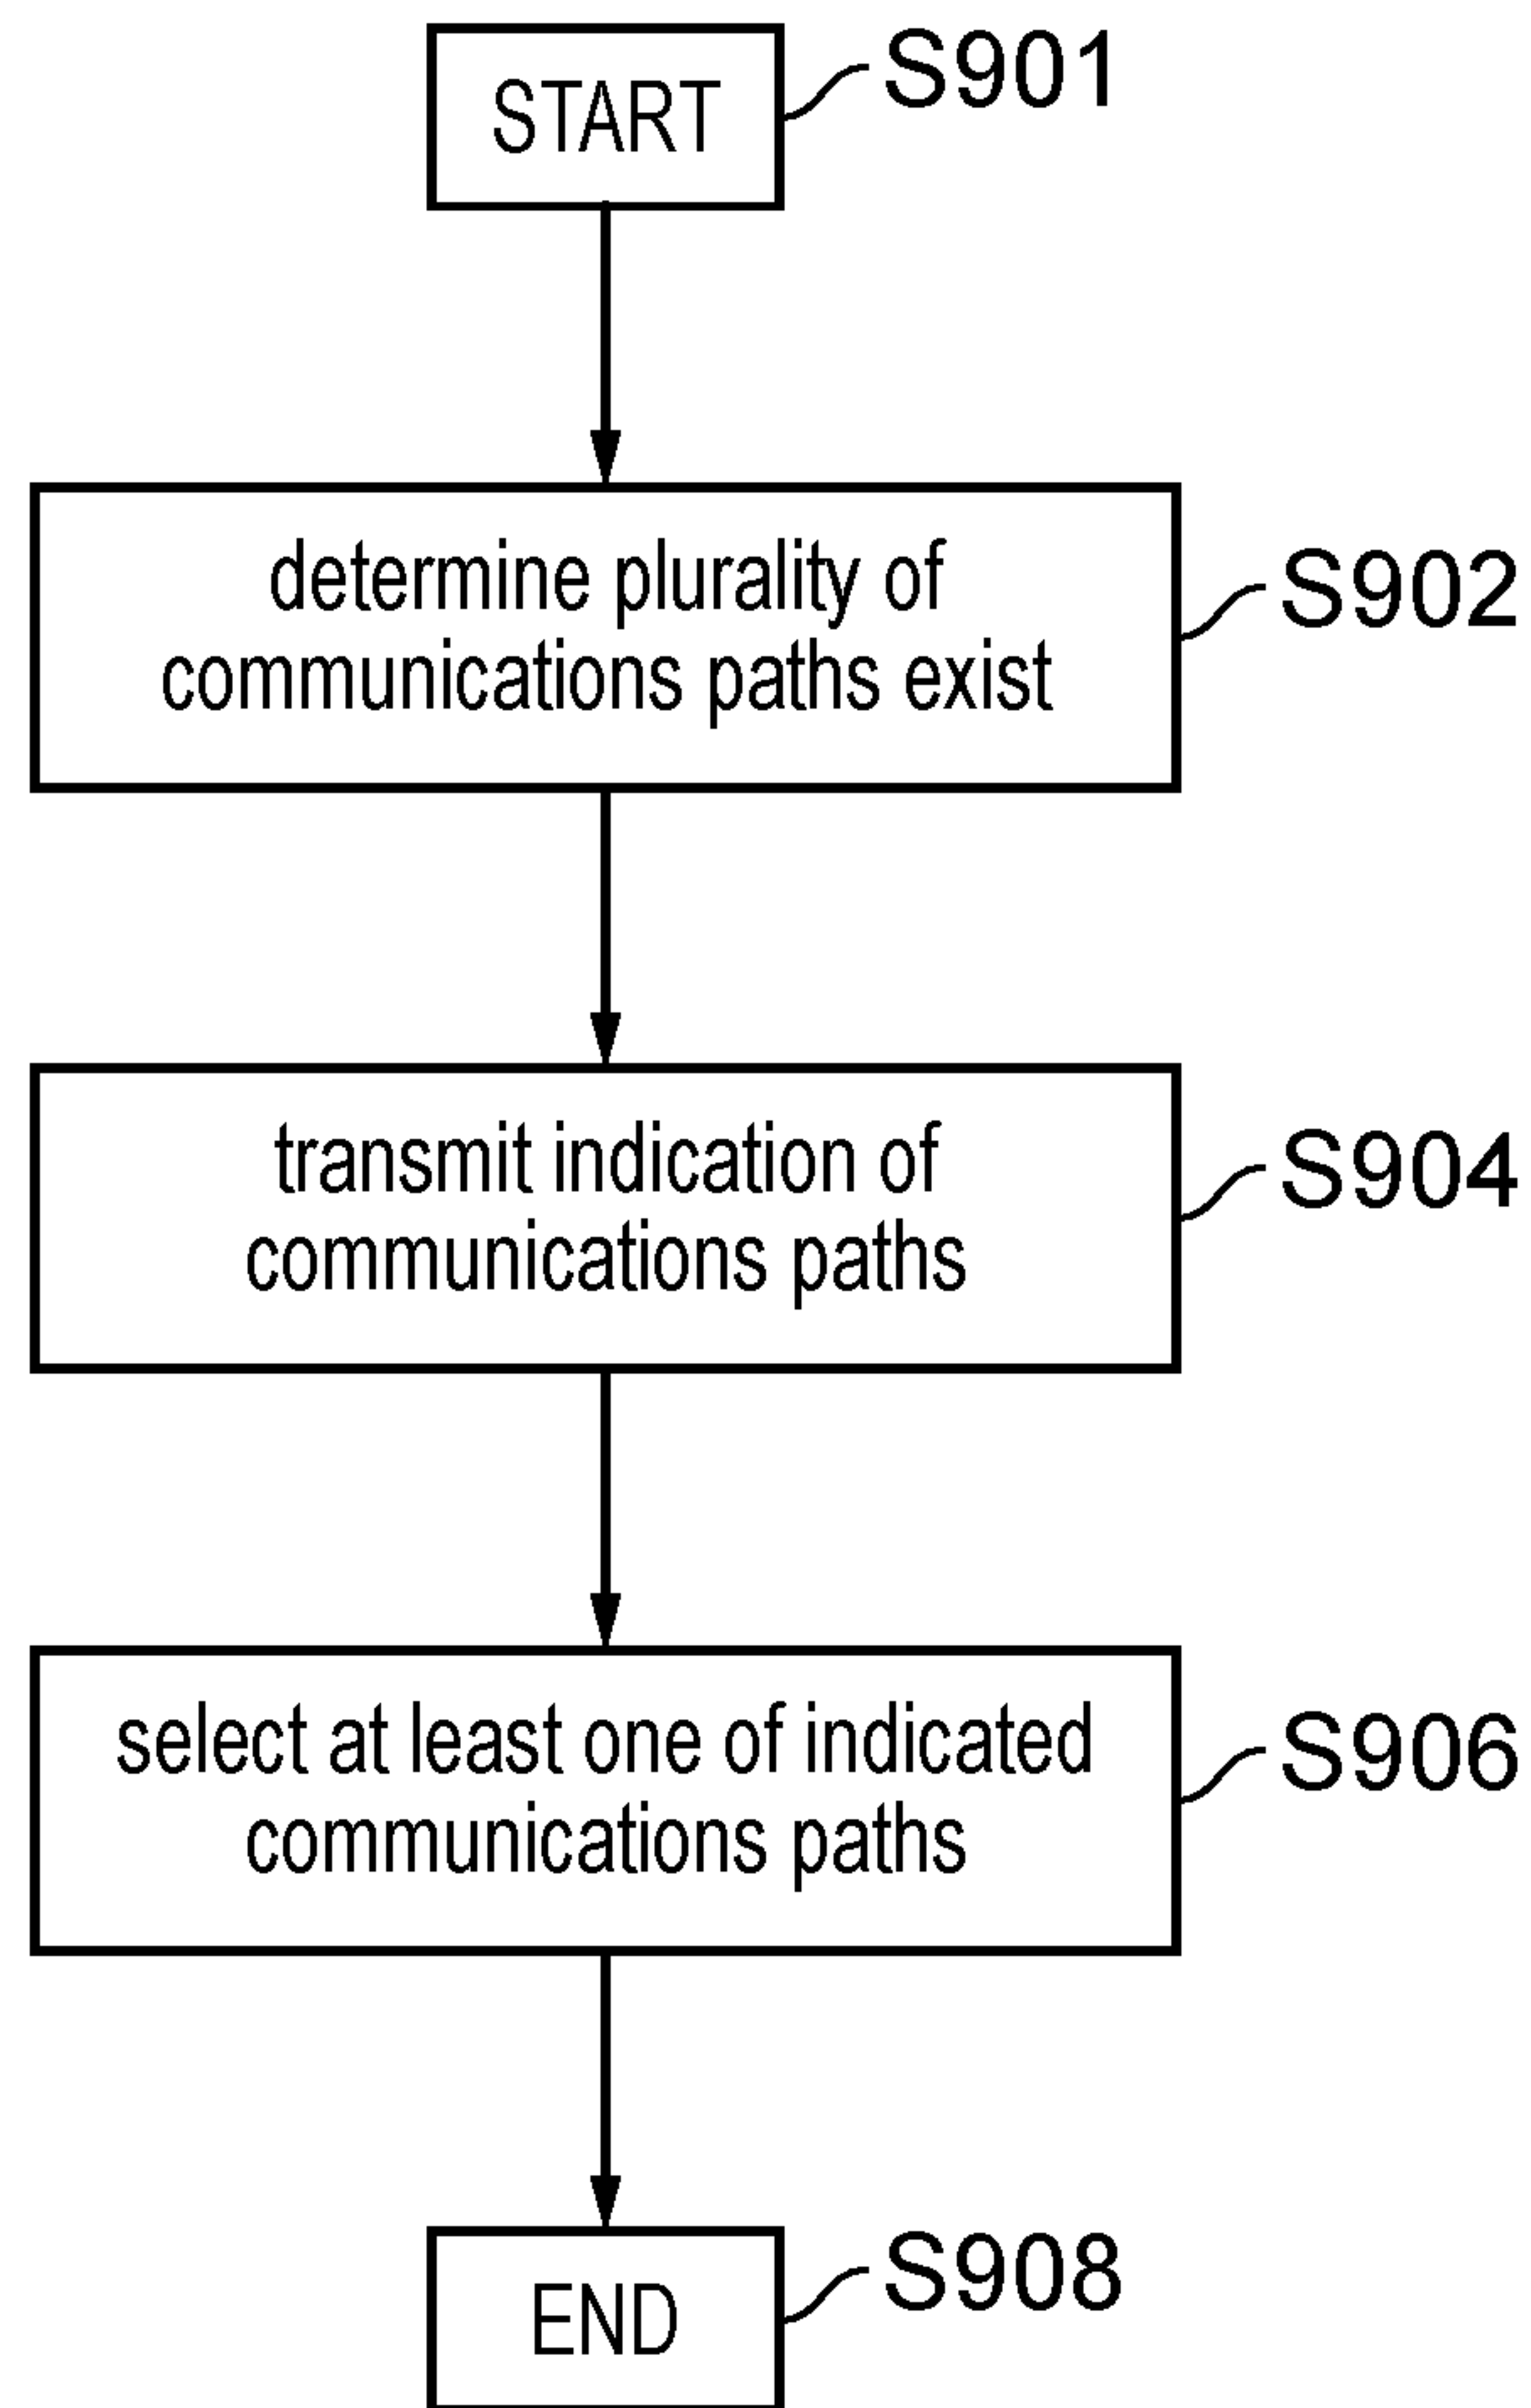 START
S901
determine plurality of
communications paths exist
S902
transmit indication of
communications paths
S904
select at least one of indicated
communications paths
S906
END
S908